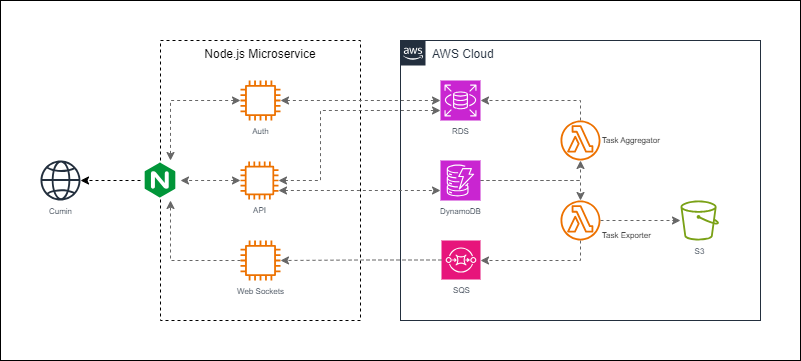 Node.js Microservice
aws
AWS Cloud
Auth
RDS
Task Aggregator
N
Cumin
API
DynamoDB
Task Exporter
S3
Web Sockets
SQS